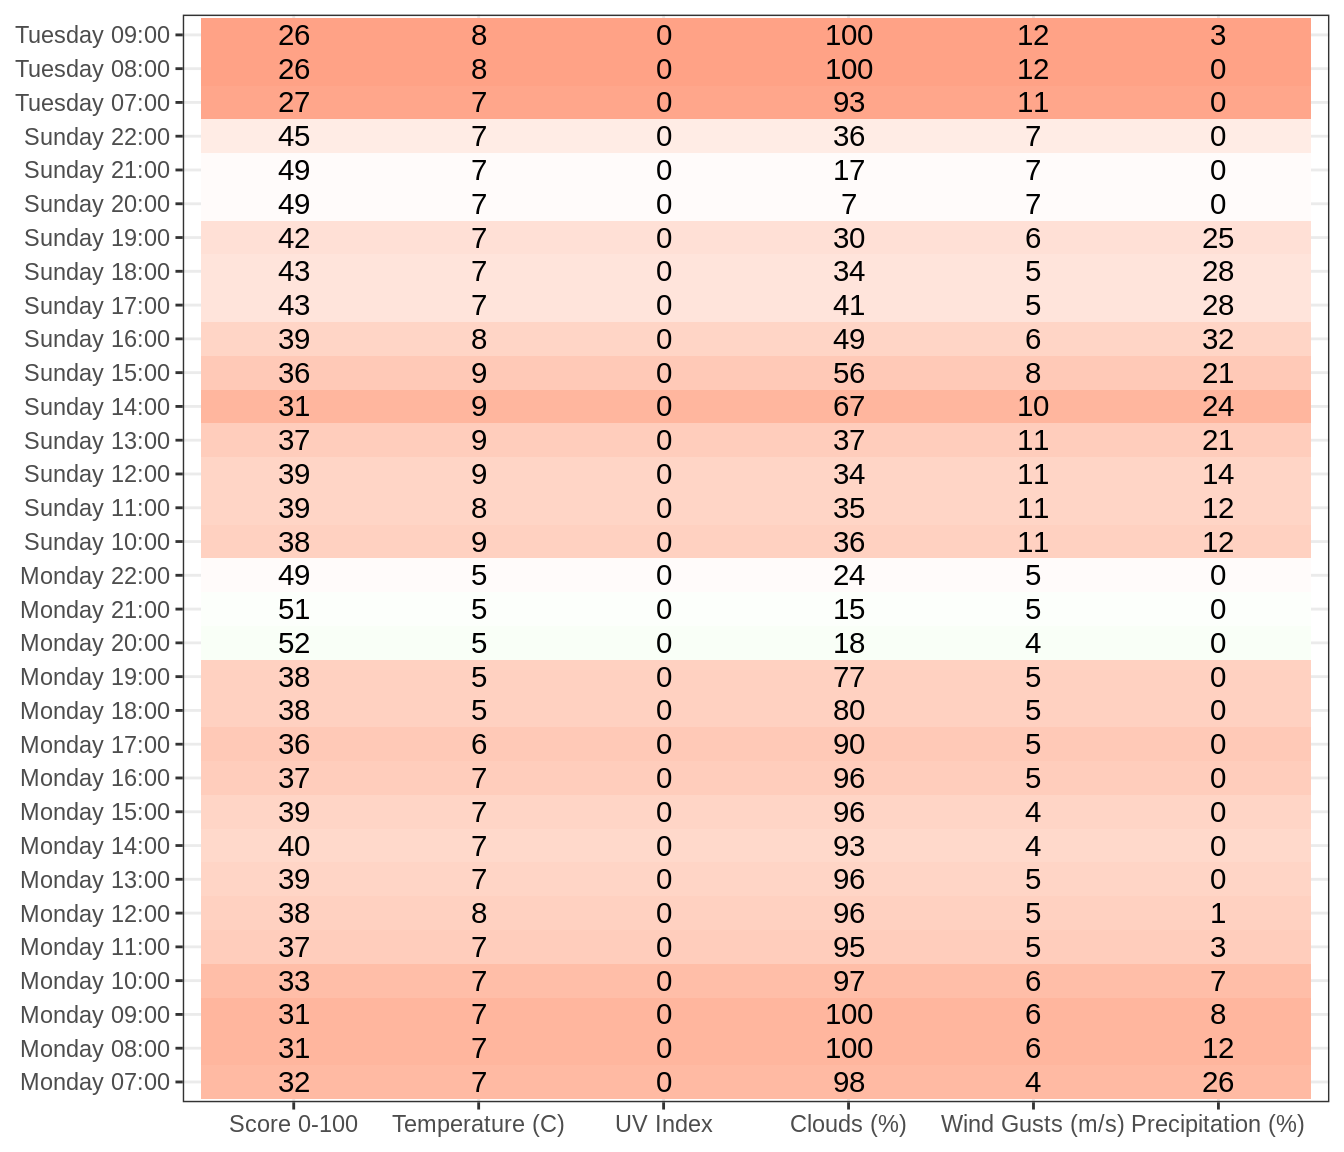 Tuesday 09:00 26 8 0 100 12 3
Tuesday 08:00 26 8 0 100 12 0
Tuesday 07:00 27 7 0 93 11 0
Sunday 22:00 45 7 0 36 7 0
Sunday 21:00 49 7 0 17 7 0
Sunday 20:00 49 7 0 7 7 0
Sunday 19:00 42 7 0 30 6 25
Sunday 18:00 43 7 0 34 5 28
Sunday 17:00 43 7 0 41 5 28
Sunday 16:00 39 8 0 49 6 32
Sunday 15:00 36 9 0 56 8 21
Sunday 14:00 31 9 0 67 10 24
Sunday 13:00 37 9 0 37 11 21
Sunday 12:00 39 9 0 34 11 14
Sunday 11:00 39 8 0 35 11 12
Sunday 10:00 38 9 0 36 11 12
Monday 22:00 49 5 0 24 5 0
Monday 21:00 51 5 0 15 5 0
Monday 20:00 52 5 0 18 4 0
Monday 19:00 38 5 0 77 5 0
Monday 18:00 38 5 0 80 5 0
Monday 17:00 36 6 0 90 5 0
Monday 16:00 37 7 0 96 5 0
Monday 15:00 39 7 0 96 4 0
Monday 14:00 40 7 0 93 4 0
Monday 13:00 39 7 0 96 5 0
Monday 12:00 38 8 0 96 5 1
Monday 11:00 37 7 0 95 5 3
Monday 10:00 33 7 0 97 6 7
Monday 09:00 31 7 0 100 6 8
Monday 08:00 31 7 0 100 6 12
Monday 07:00 32 7 0 98 4 26
Score 0-100 Temperature (C) UV Index Clouds (%) Wind Gusts (m/s) Precipitation (%)